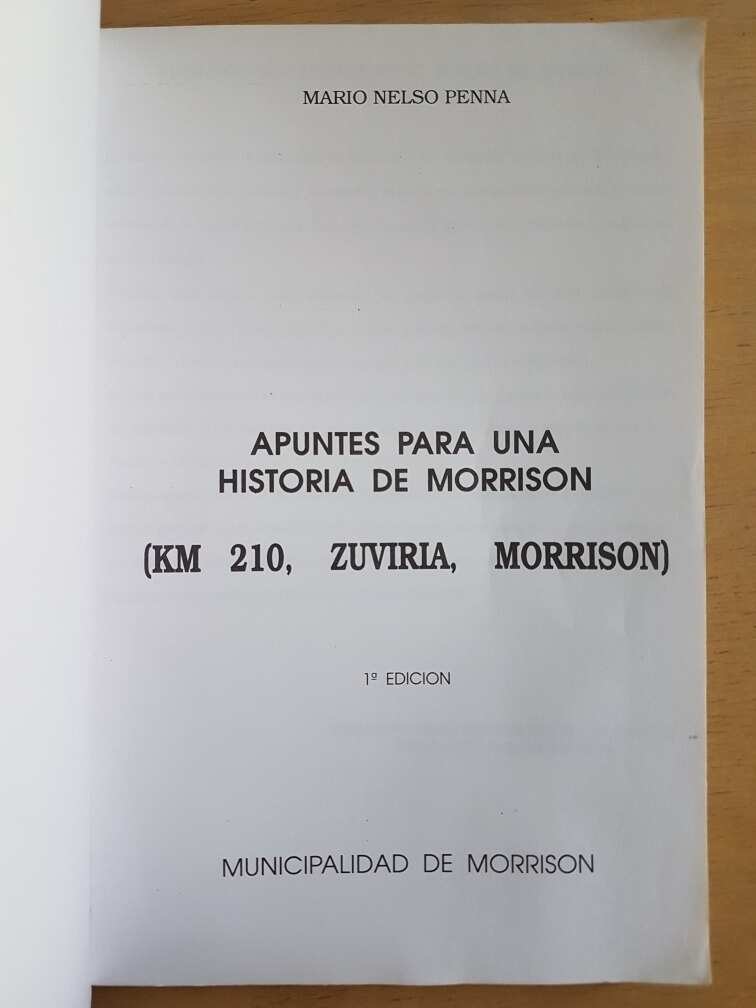 MARIO NELSO PENNA
APUNTES PARA UNA
HISTORIA DE MORRISON
(KM 210, ZUVIRIA, MORRISON)
1º EDICION
MUNICIPALIDAD DE MORRISON